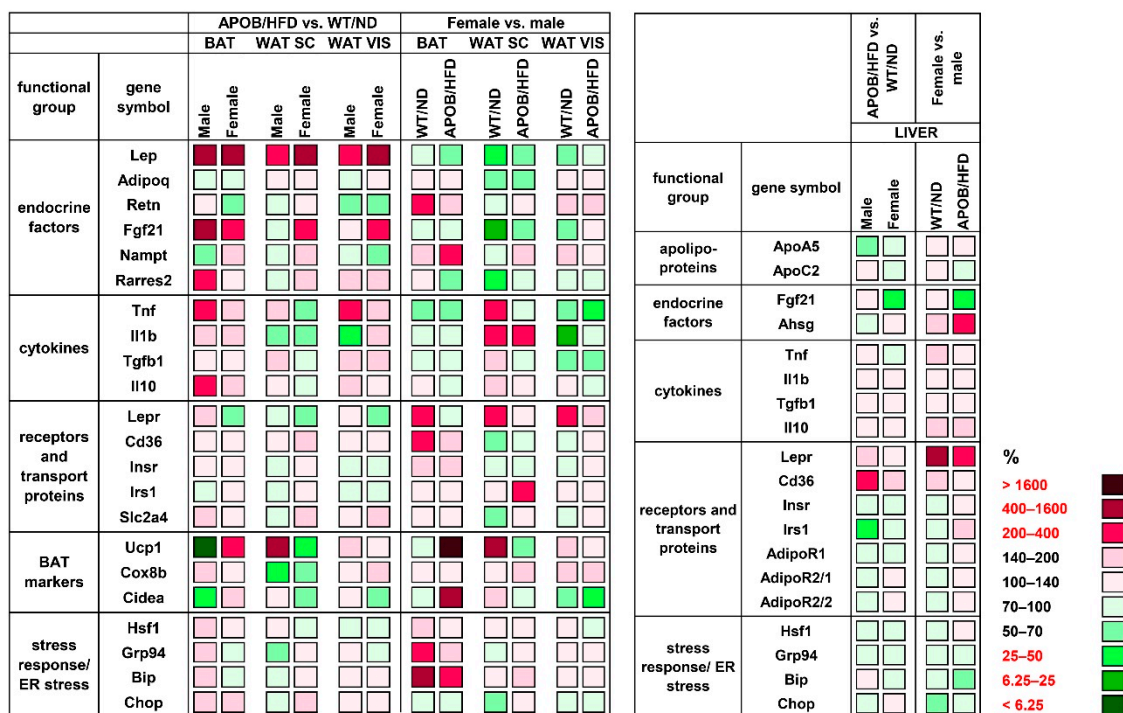 APOB/HFD vs. WT/ND Female vs. male
BAT WAT SC WAT VIS BAT WAT SC WAT VIS
functional
group
gene
symbol
Male
Female
Male
Female
Male
Female
WT/ND
APOB/HFD
WT/ND
APOB/HFD
WT/ND
APOB/HFD
endocrine
factors
Lep
Adipoq
Retn
Fgf21
Nampt
Rarres2
cytokines
Tnf
Il1b
Tgfb1
Il10
receptors
and
transport
proteins
Lepr
Cd36
Insr
Irs1
Slc2a4
BAT
markers
Ucp1
Cox8b
Cidea
stress
response/
ER stress
Hsf1
Grp94
Bip
Chop
APOB/HFD vs.
WT/ND
Female vs.
male
LIVER
functional
group
gene symbol
Male
Female
WT/ND
APOB/HFD
apolipo-
proteins
ApoA5
ApoC2
endocrine
factors
Fgf21
Ahsg
cytokines
Tnf
Il1b
Tgfb1
Il10
receptors and
transport
proteins
Lepr
Cd36
Insr
Irs1
AdipoR1
AdipoR2/1
AdipoR2/2
stress
response/ ER
stress
Hsf1
Grp94
Bip
Chop
%
> 1600
400–1600
200–400
140–200
100–140
70–100
50–70
25–50
6.25–25
< 6.25